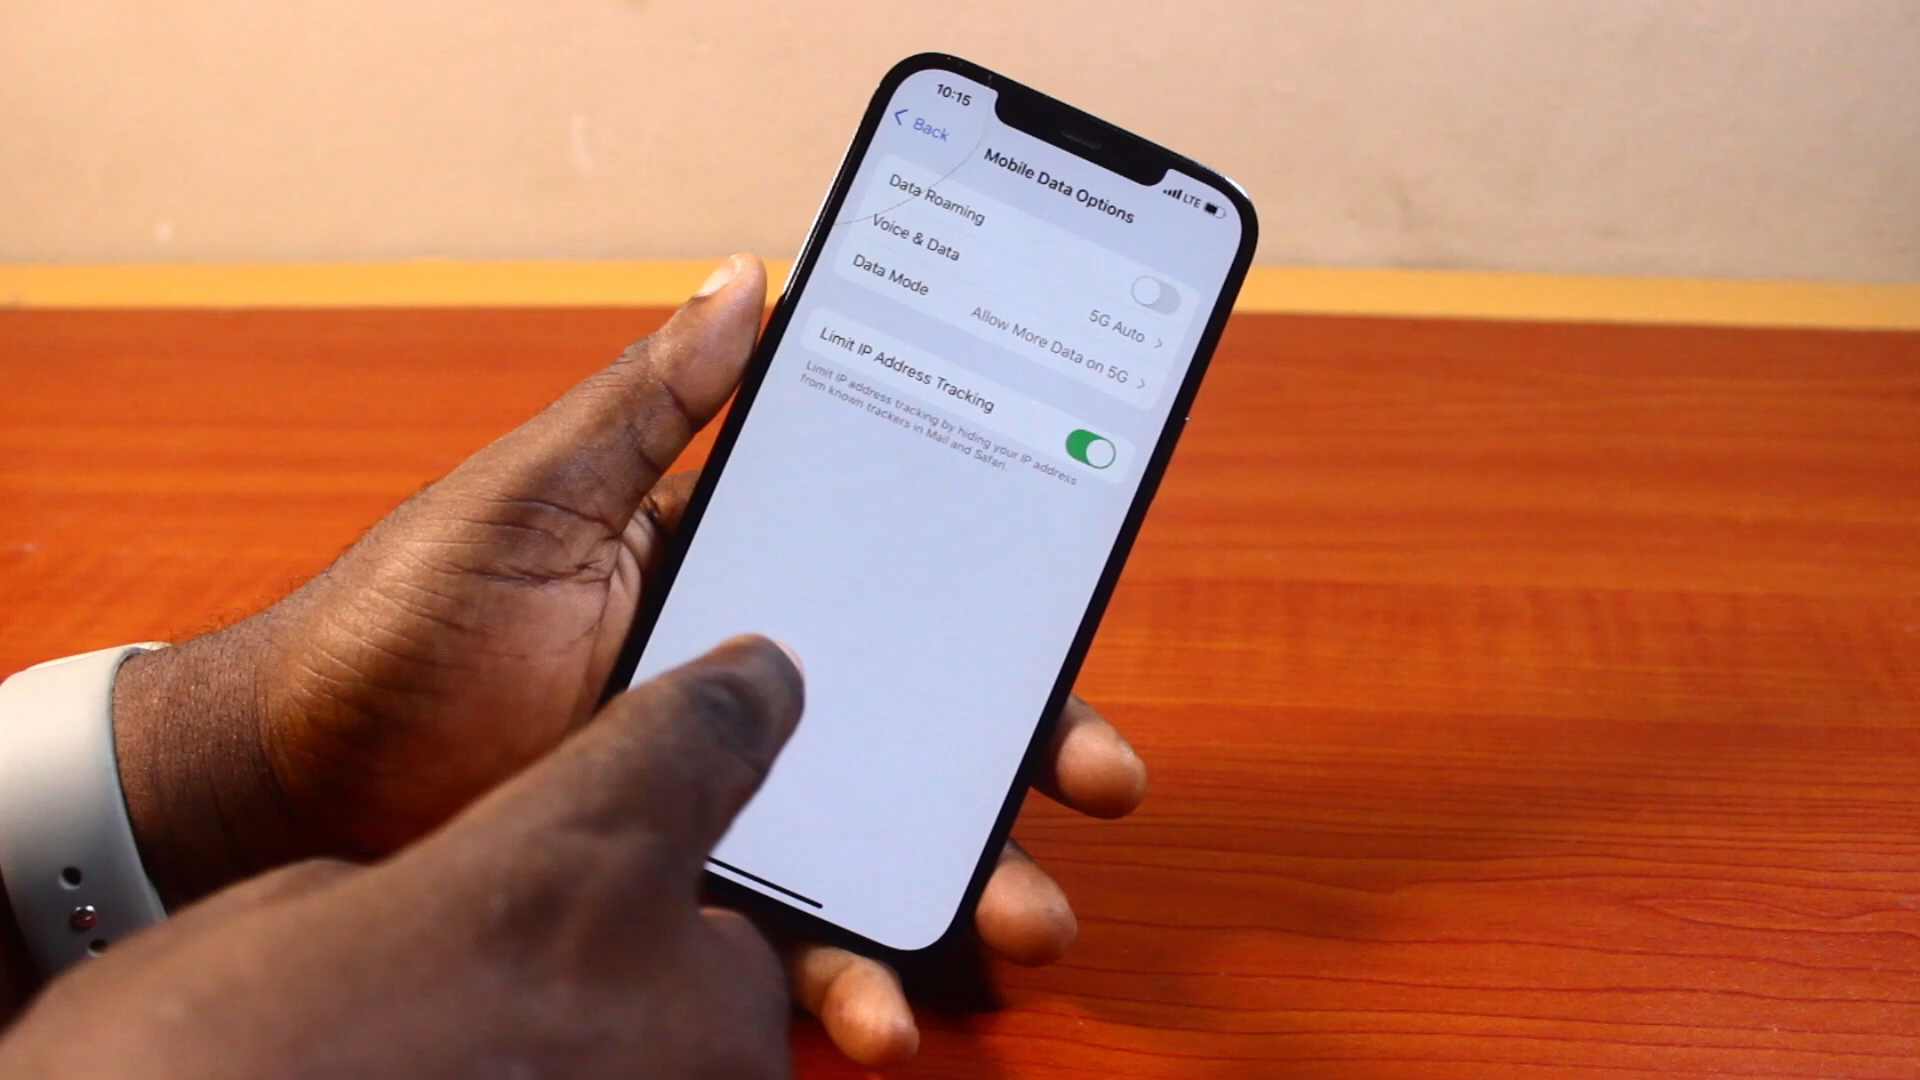 10:15
LTE
Back
Mobile Data Options
Data Roaming
Voice & Data
5G Auto
Data Mode
Allow More Data on 5G
Limit IP Address Tracking
Limit IP address tracking by hiding your IP address
from known trackers in Mail and Safari.